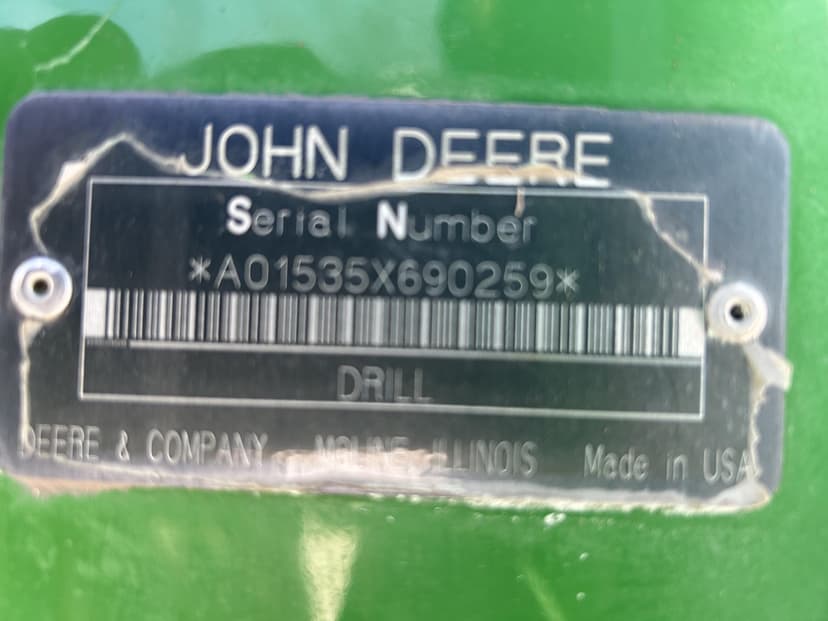 JOHN DEERE
Serial Number
*A01535X690259*
DRILL
DEERE & COMPANY MOLINE, ILLINOIS Made in USA